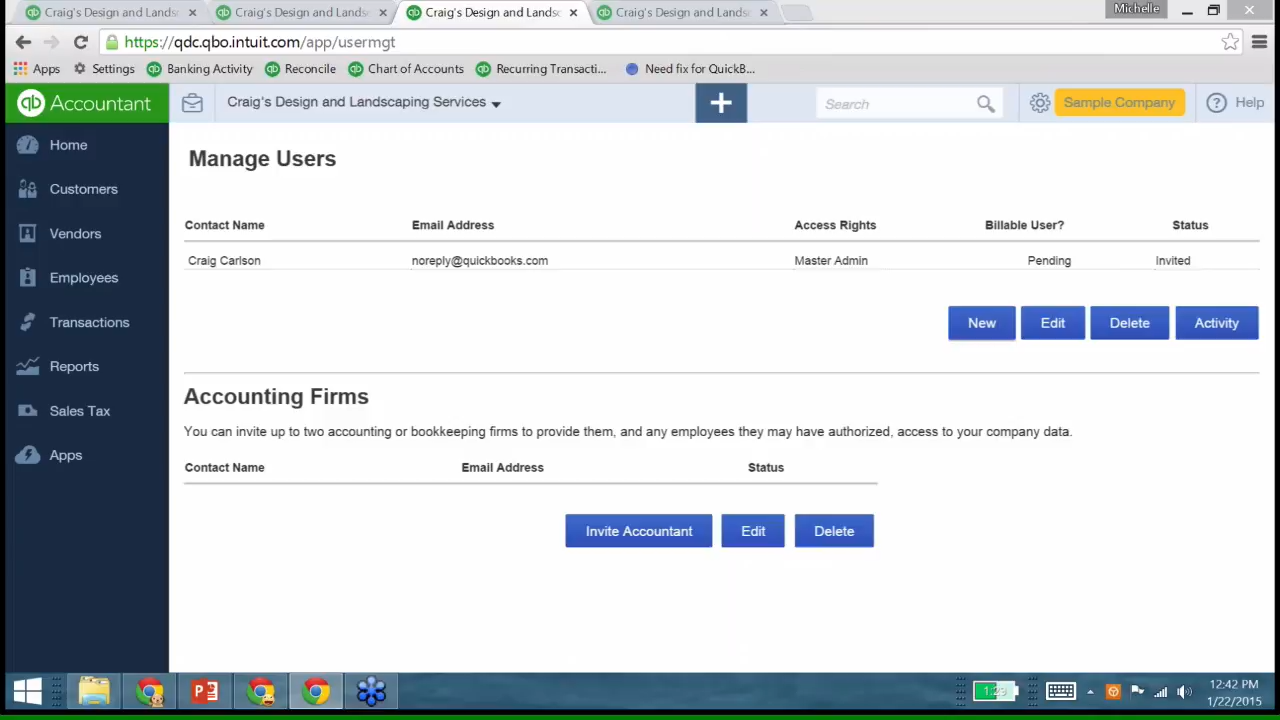 Craig's Design and Lands
Craig's Design and Lands
Craig's Design and Lands
Craig's Design and Lands
Michelle
https://qdc.qbo.intuit.com/app/usermgt
Apps Settings Banking Activity Reconcile Chart of Accounts Recurring Transacti... Need fix for QuickB...
qb Accountant Craig's Design and Landscaping Services + Search Sample Company ? Help
Home
Customers
Vendors
Employees
Transactions
Reports
Sales Tax
Apps
Manage Users
Contact Name Email Address Access Rights Billable User? Status
Craig Carlson noreply@quickbooks.com Master Admin Pending Invited
New Edit Delete Activity
Accounting Firms
You can invite up to two accounting or bookkeeping firms to provide them, and any employees they may have authorized, access to your company data.
Contact Name Email Address Status
Invite Accountant Edit Delete
1:29
12:42 PM
1/22/2015